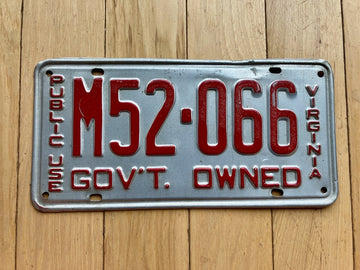 PUBLIC USE
M52·066
VIRGINIA
GOV'T. OWNED